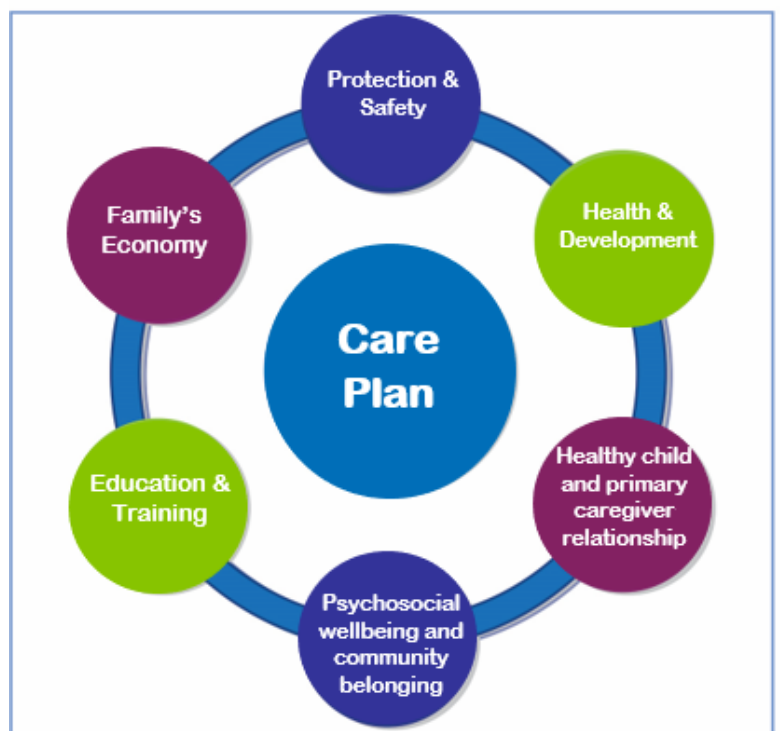 Protection &
Safety
Health &
Development
Healthy child
and primary
caregiver
relationship
Psychosocial
wellbeing and
community
belonging
Education &
Training
Family's
Economy
Care
Plan